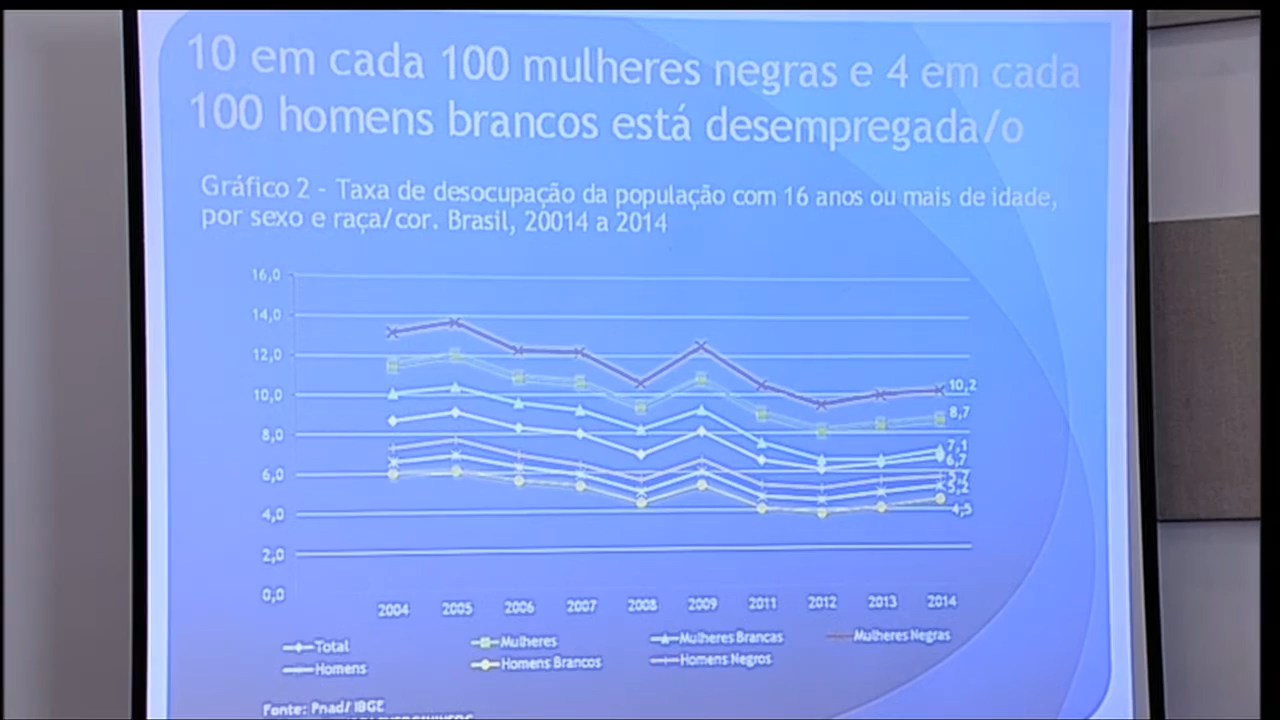 10 em cada 100 mulheres negras e 4 em cada
100 homens brancos está desempregada/o
Gráfico 2 - Taxa de desocupação da população com 16 anos ou mais de idade,
por sexo e raça/cor. Brasil, 20014 a 2014
16,0
14,0
12,0
10,0
8,0
6,0
4,0
2,0
0,0
10,2
8,7
7,1
6,7
5,2
4,5
2004 2005 2006 2007 2008 2009 2011 2012 2013 2014
Total Mulheres Mulheres Brancas Mulheres Negras
Homens Homens Brancos Homens Negros
Fonte: Pnad/ IBGE